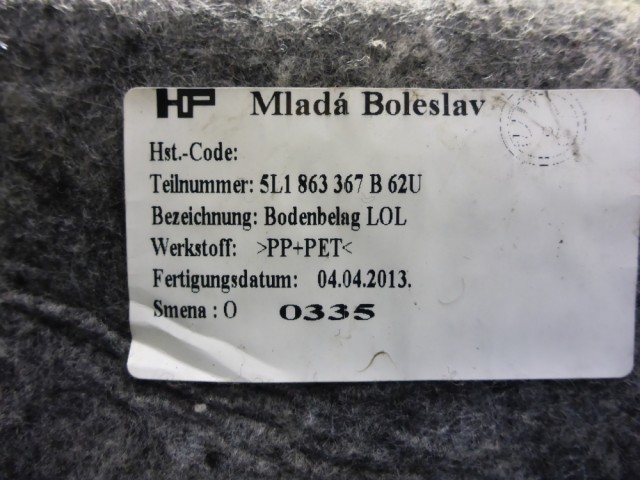 HP Mladá Boleslav
Hst.-Code:
Teilnummer: 5L1 863 367 B 62U
Bezeichnung: Bodenbelag LOL
Werkstoff: >PP+PET<
Fertigungsdatum: 04.04.2013.
Smena : O 0335